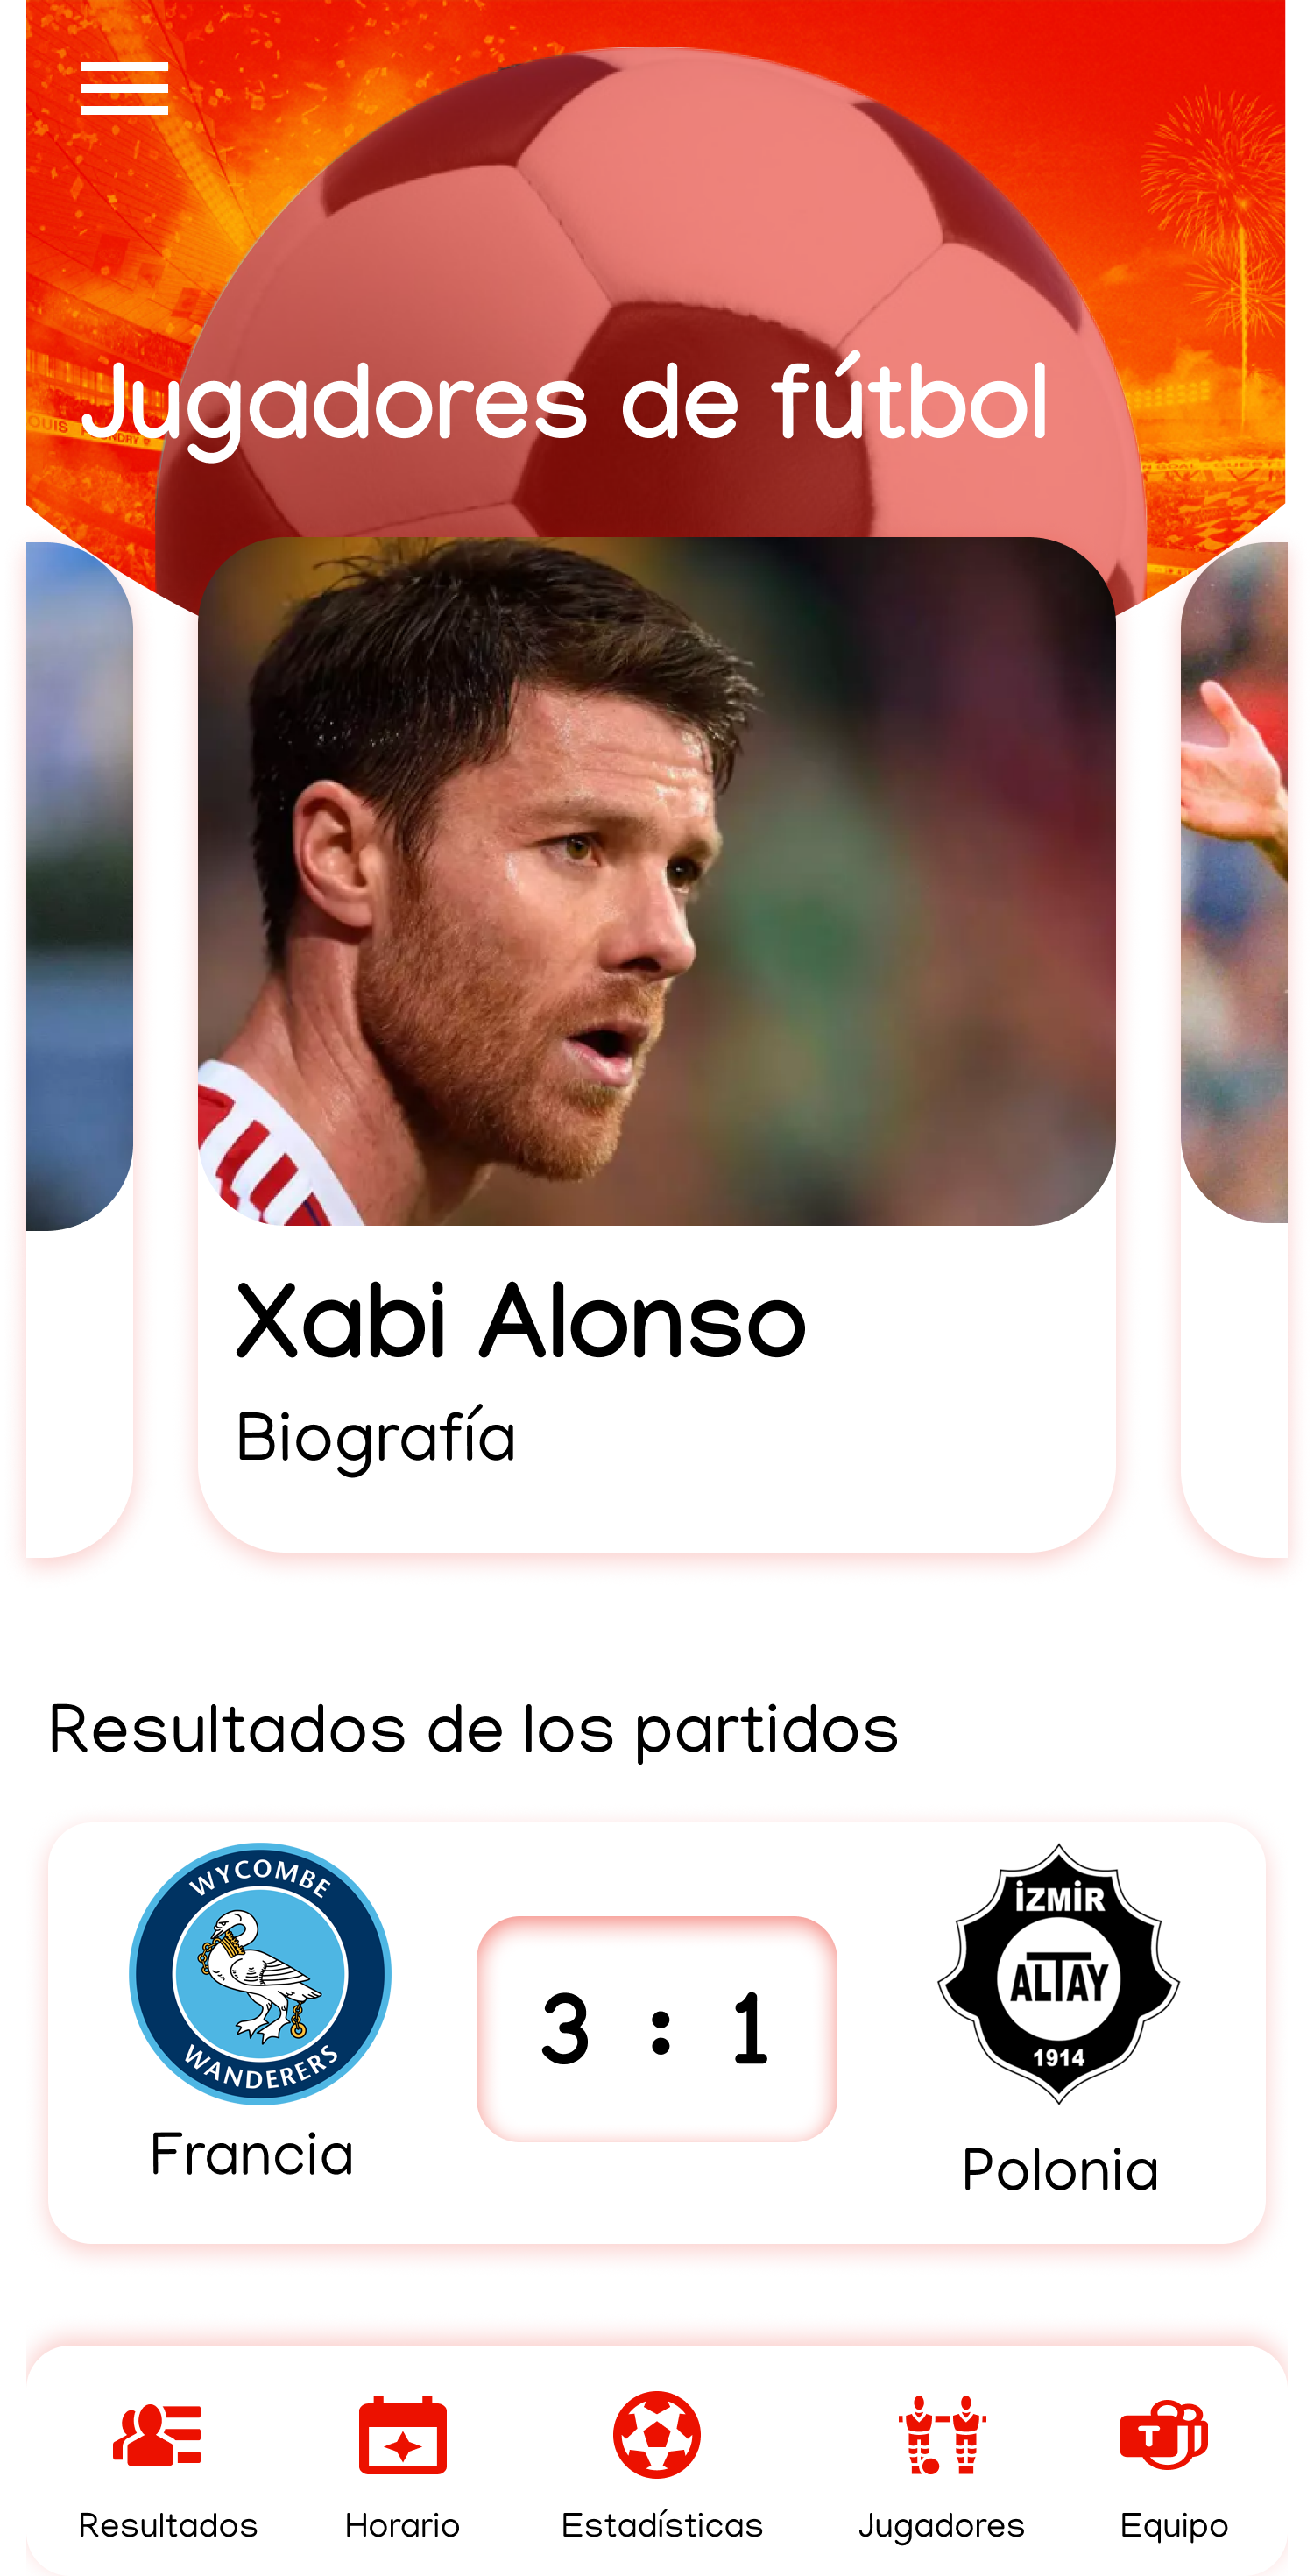 Jugadores de fútbol
Xabi Alonso
Biografía
Resultados de los partidos
WYCOMBE
WANDERERS
Francia
3 : 1
İZMİR
ALTAY
1914
Polonia
Resultados
Horario
Estadísticas
Jugadores
T
Equipo